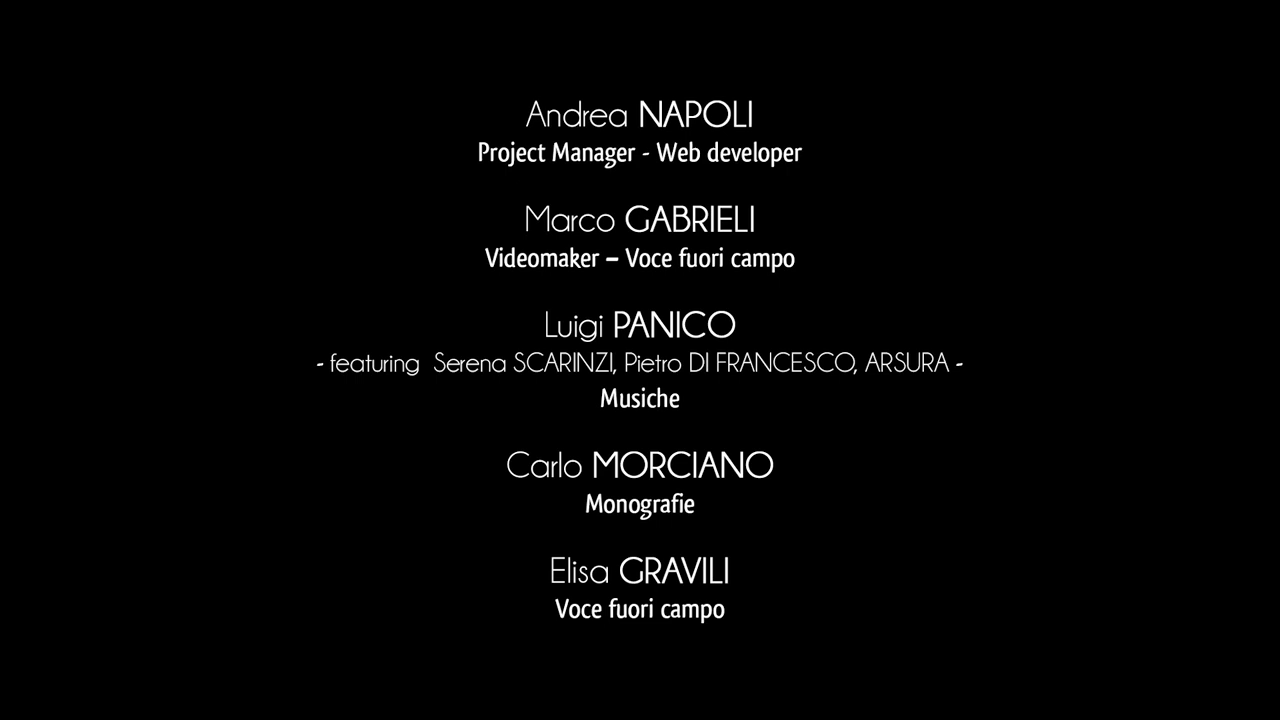 Andrea NAPOLI
Project Manager - Web developer
Marco GABRIELI
Videomaker – Voce fuori campo
Luigi PANICO
- featuring  Serena SCARINZI, Pietro DI FRANCESCO, ARSURA -
Musiche
Carlo MORCIANO
Monografie
Elisa GRAVILI
Voce fuori campo